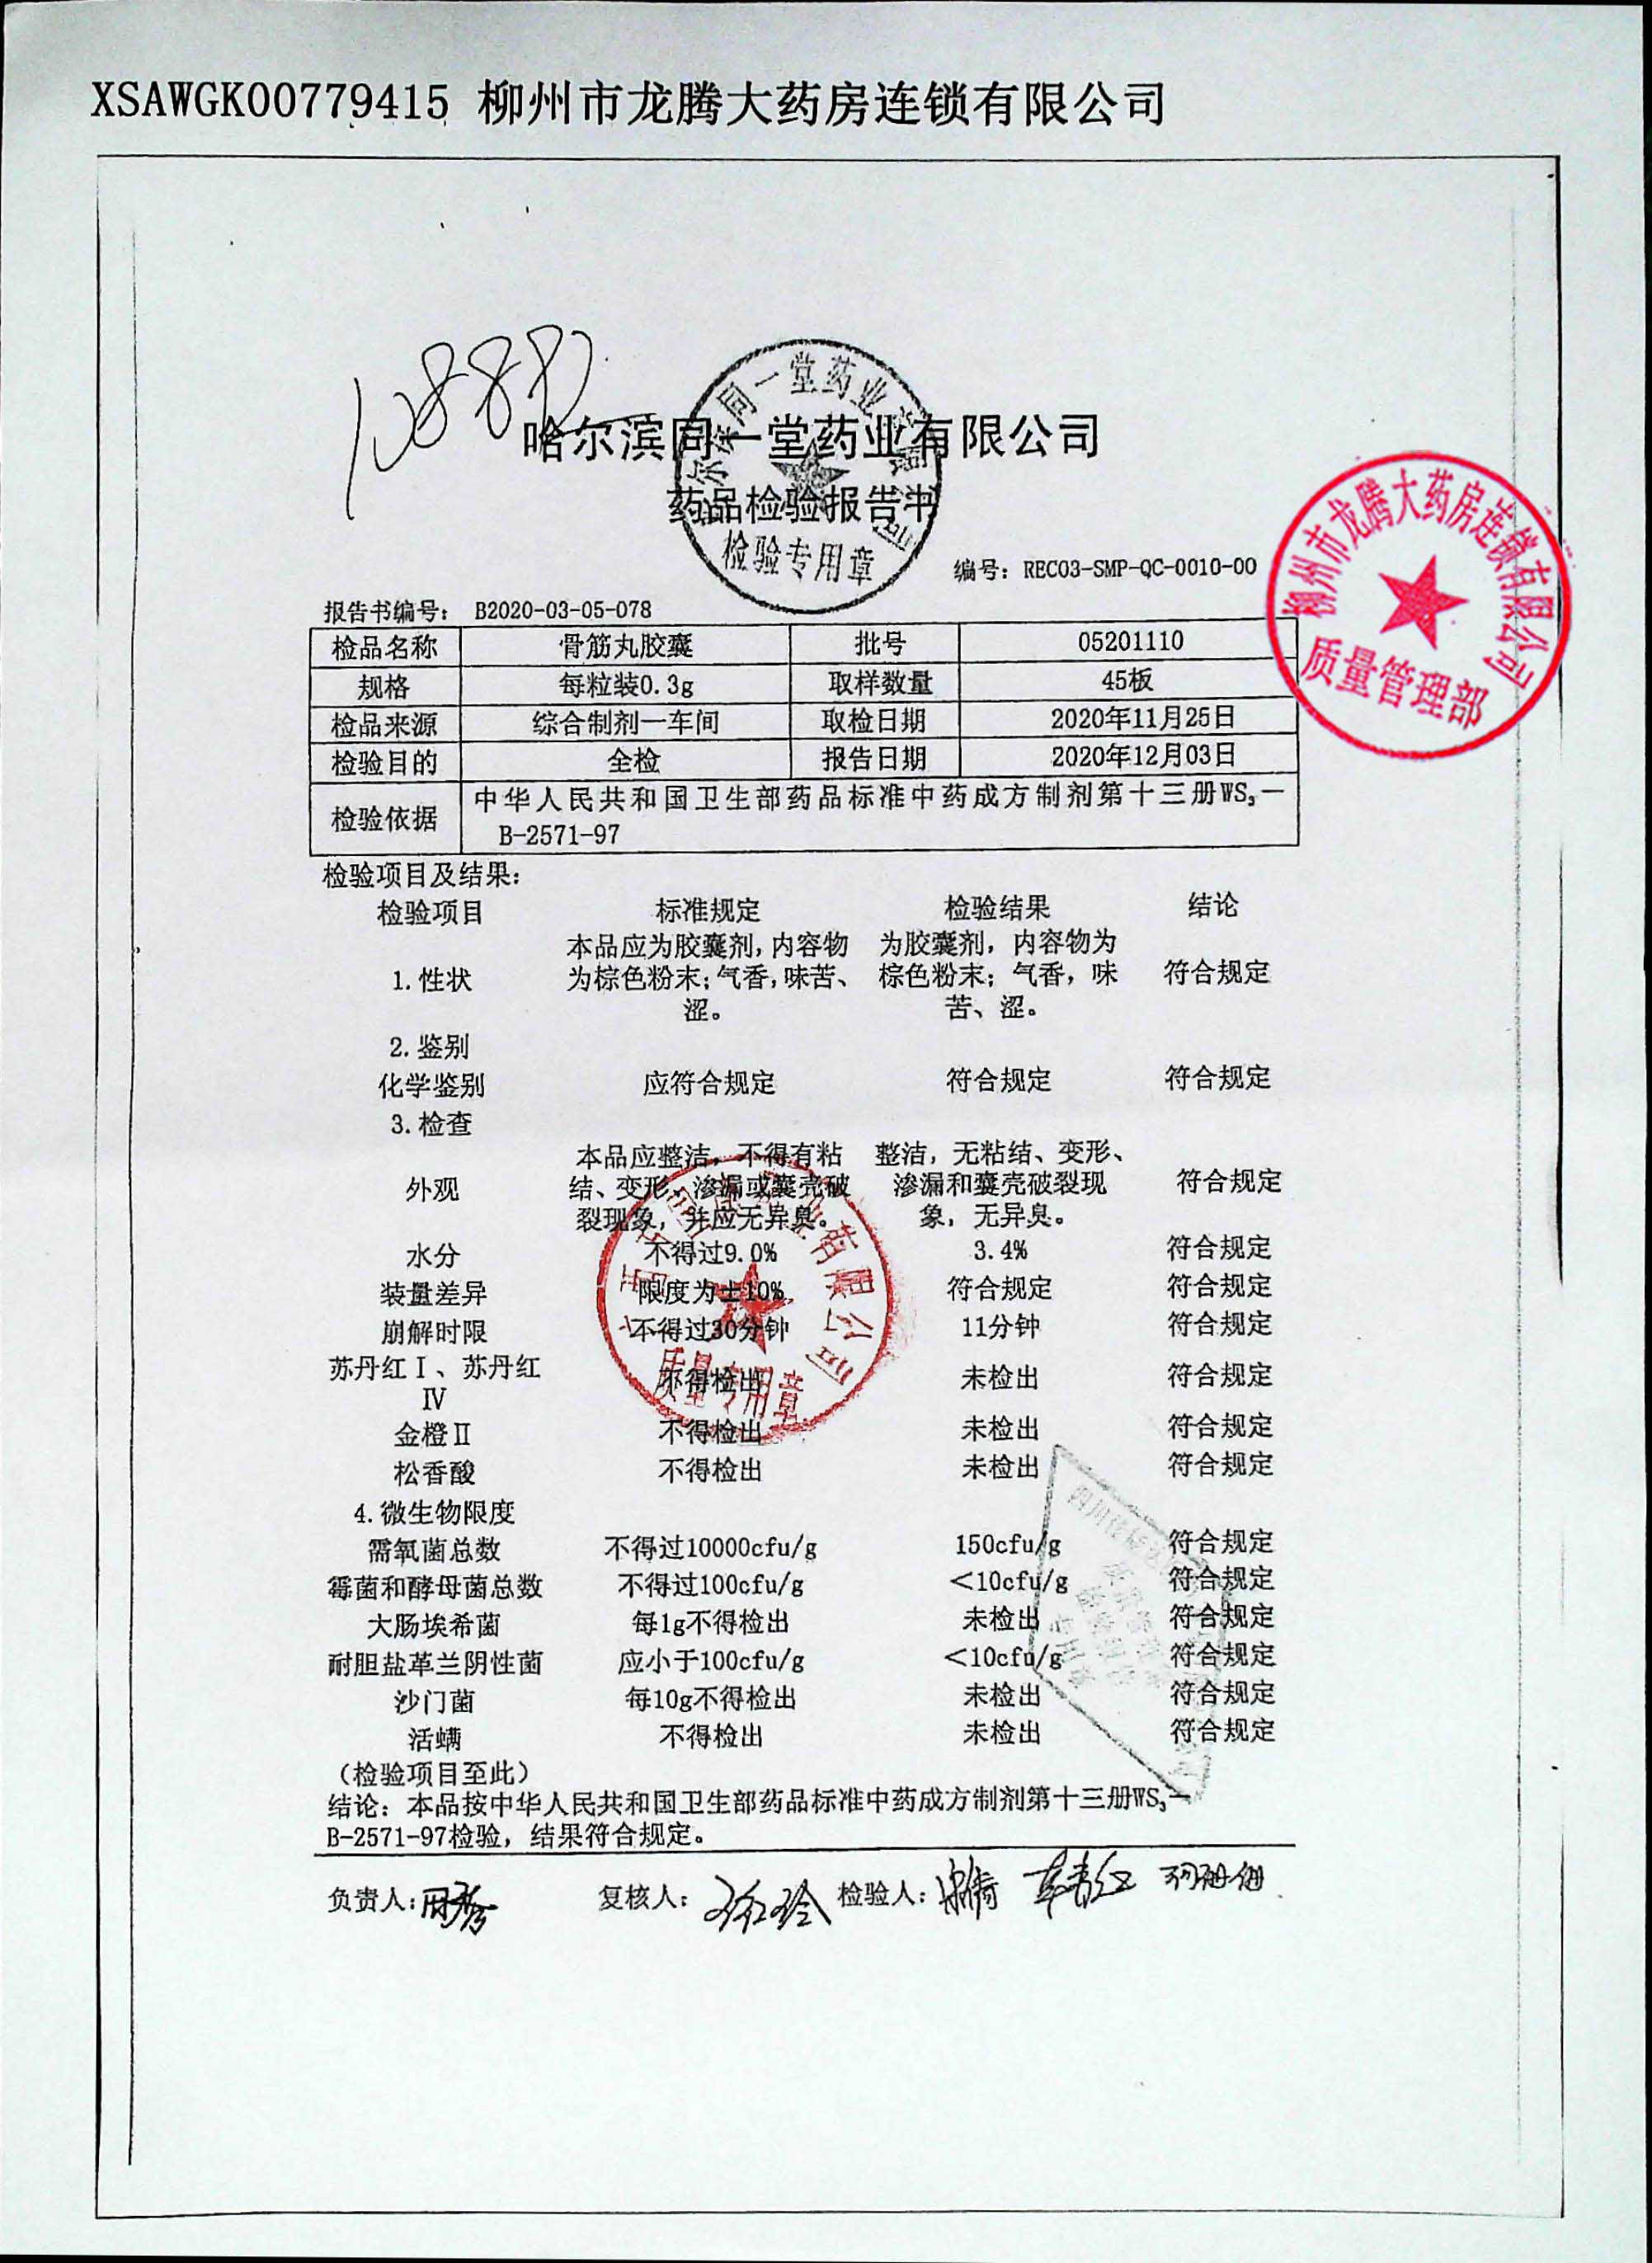 XSAWGK00779415 柳州市龙腾大药房连锁有限公司
哈尔滨同一堂药业有限公司
药品检验报告书
检验专用章
编号：REC03-SMP-QC-0010-00
柳州市龙腾大药房连锁有限公司
质量管理部
报告书编号： B2020-03-05-078
检品名称 骨筋丸胶囊 批号 05201110
规格 每粒装0.3g 取样数量 45板
检品来源 综合制剂一车间 取检日期 2020年11月25日
检验目的 全检 报告日期 2020年12月03日
检验依据 中华人民共和国卫生部药品标准中药成方制剂第十三册WS₃—
B-2571-97
检验项目及结果：
检验项目 标准规定 检验结果 结论
本品应为胶囊剂,内容物 为胶囊剂，内容物为
1.性状 为棕色粉末;气香,味苦、 棕色粉末；气香，味 符合规定
涩。 苦、涩。
2.鉴别
化学鉴别 应符合规定 符合规定 符合规定
3.检查
本品应整洁，不得有粘 整洁，无粘结、变形、
外观 结、变形、渗漏或囊壳破 渗漏和囊壳破裂现 符合规定
裂现象，并应无异臭。 象，无异臭。
水分 不得过9.0% 3.4% 符合规定
装量差异 限度为±10% 符合规定 符合规定
崩解时限 不得过30分钟 11分钟 符合规定
苏丹红Ⅰ、苏丹红 不得检出 未检出 符合规定
Ⅳ
质量专用章
金橙Ⅱ 不得检出 未检出 符合规定
松香酸 不得检出 未检出 符合规定
4.微生物限度
需氧菌总数 不得过10000cfu/g 150cfu/g 符合规定
霉菌和酵母菌总数 不得过100cfu/g ＜10cfu/g 符合规定
大肠埃希菌 每1g不得检出 未检出 符合规定
耐胆盐革兰阴性菌 应小于100cfu/g ＜10cfu/g 符合规定
沙门菌 每10g不得检出 未检出 符合规定
活螨 不得检出 未检出 符合规定
（检验项目至此）
结论：本品按中华人民共和国卫生部药品标准中药成方制剂第十三册WS₃—
B-2571-97检验，结果符合规定。
负责人： 复核人： 检验人：